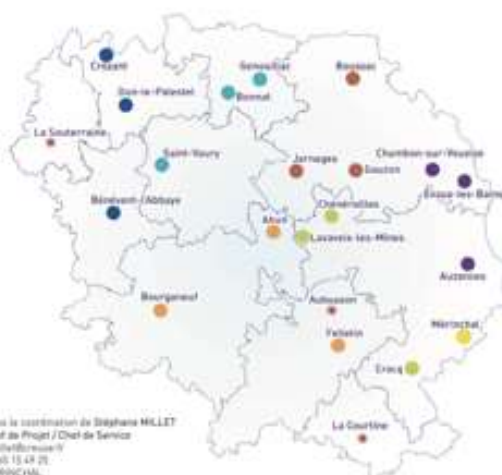 Crozant
Genouillac
Boussac
Dun-le-Palestel
Bonnat
La Souterraine
Saint-Vaury
Jarnages
Gouzon
Chambon-sur-Voueize
Évaux-les-Bains
Bénévent-l'Abbaye
Chénérailles
Ahun
Lavaveix-les-Mines
Auzances
Bourganeuf
Aubusson
Felletin
Mérinchal
Crocq
La Courtine
la coordination de Stéphane MILLET
de Projet / Chef de Service